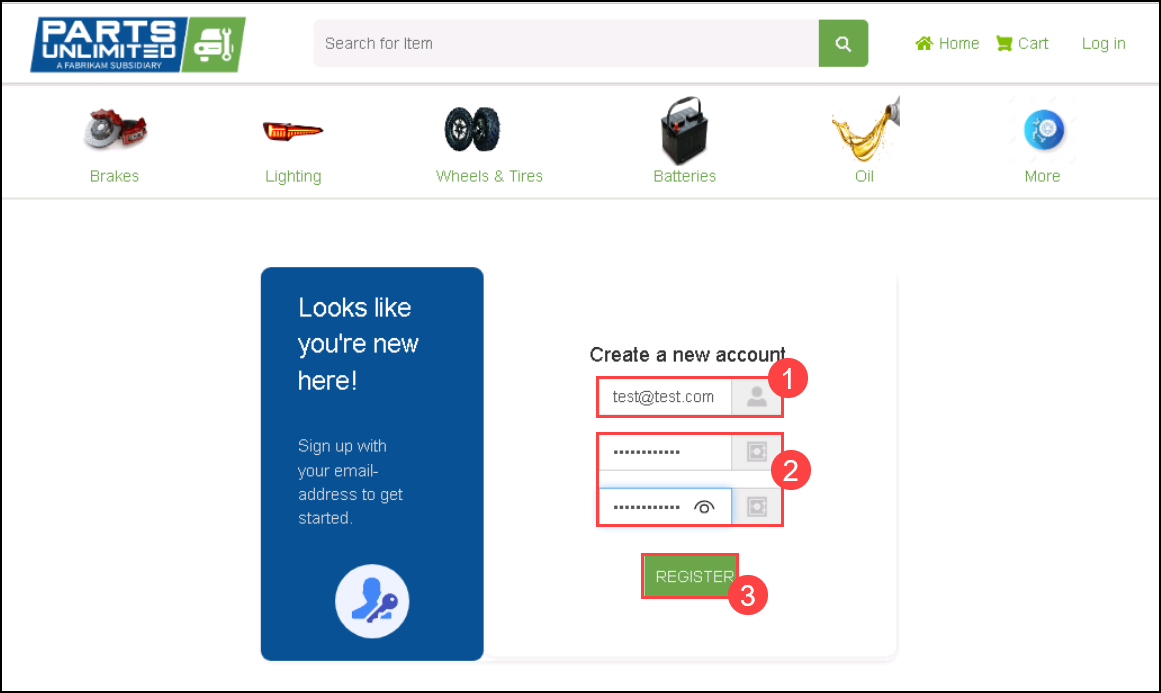 PARTS
UNLIMITED
A FABRIKAM SUBSIDIARY
Search for Item
Home
Cart
Log in
Brakes
Lighting
Wheels & Tires
Batteries
Oil
More
Looks like
you're new
here!
Sign up with
your email-
address to get
started.
Create a new account
1
test@test.com
••••••••••••
2
••••••••••••
REGISTER
3